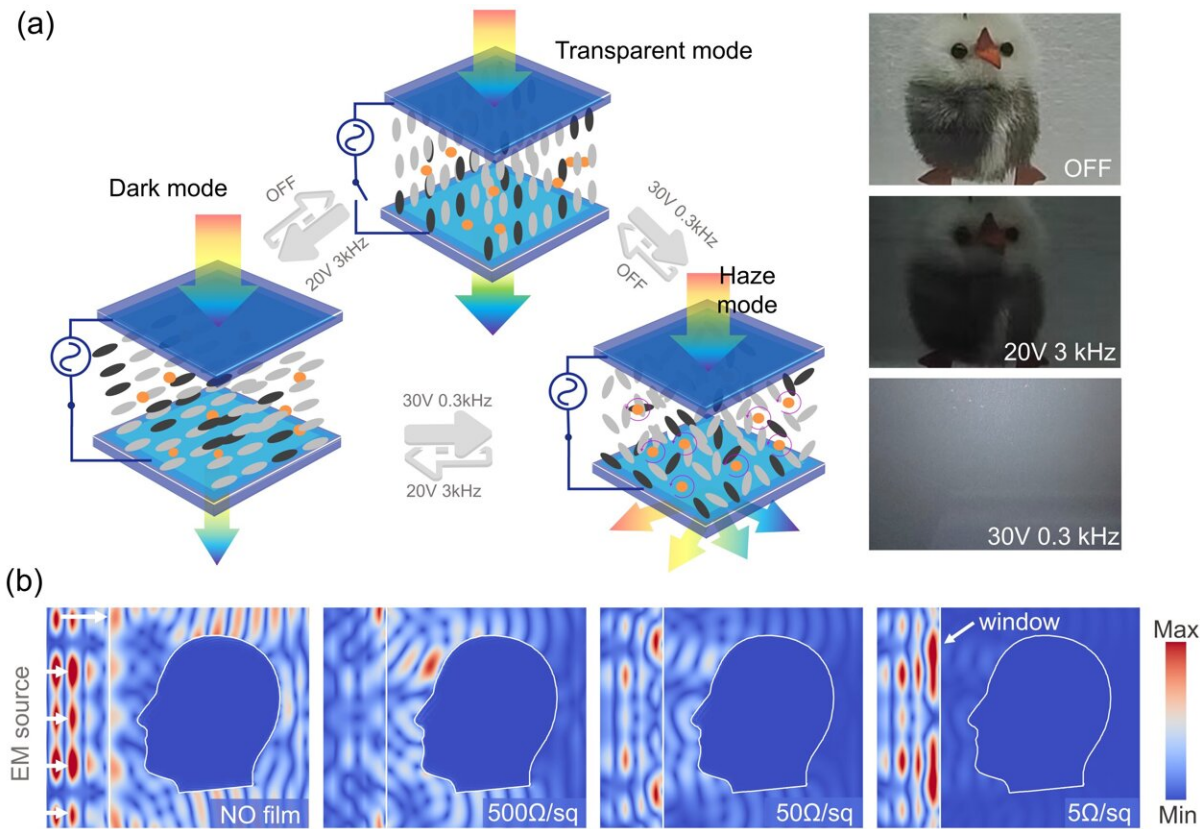 (a)
Transparent mode
Dark mode
OFF
20V 3kHz
30V 0.3kHz
OFF
Haze
mode
30V 0.3kHz
20V 3kHz
OFF
20V 3 kHz
30V 0.3 kHz
(b)
EM source
NO film
500Ω/sq
50Ω/sq
window
5Ω/sq
Max
Min